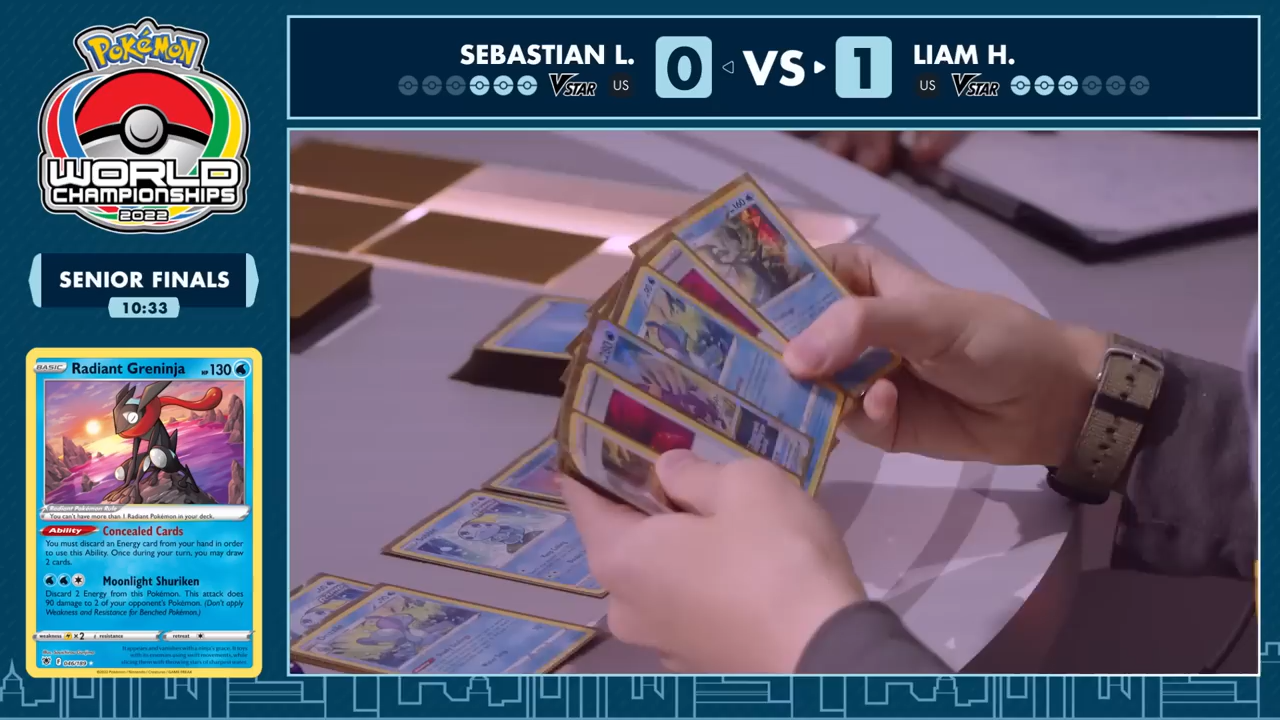 Pokémon
WORLD
CHAMPIONSHIPS
2022
SENIOR FINALS
10:33
SEBASTIAN L.
VSTAR
US
0
VS
1
LIAM H.
US
VSTAR
BASIC
Radiant Greninja
HP 130
Radiant Pokémon Rule
You can't have more than 1 Radiant Pokémon in your deck.
Ability
Concealed Cards
You must discard an Energy card from your hand in order
to use this Ability. Once during your turn, you may draw
2 cards.
Moonlight Shuriken
Discard 2 Energy from this Pokémon. This attack does
90 damage to 2 of your opponent's Pokémon. (Don't apply
Weakness and Resistance for Benched Pokémon.)
weakness
×2
resistance
retreat
046/189
160